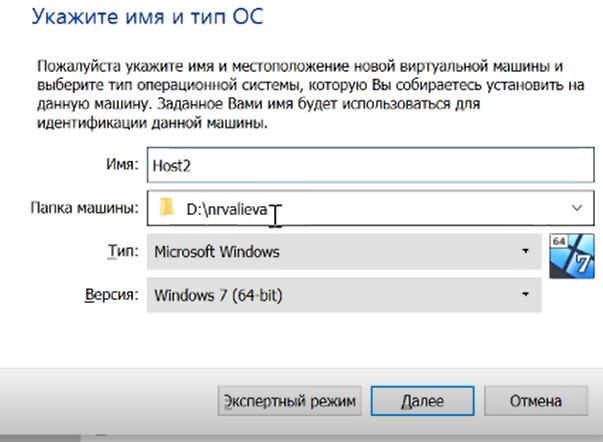 Укажите имя и тип ОС
Пожалуйста укажите имя и местоположение новой виртуальной машины и
выберите тип операционной системы, которую Вы собираетесь установить на
данную машину. Заданное Вами имя будет использоваться для
идентификации данной машины.
Имя: Host2
Папка машины: D:\nrvalieva
Тип: Microsoft Windows
64
7
Версия: Windows 7 (64-bit)
Экспертный режим Далее Отмена